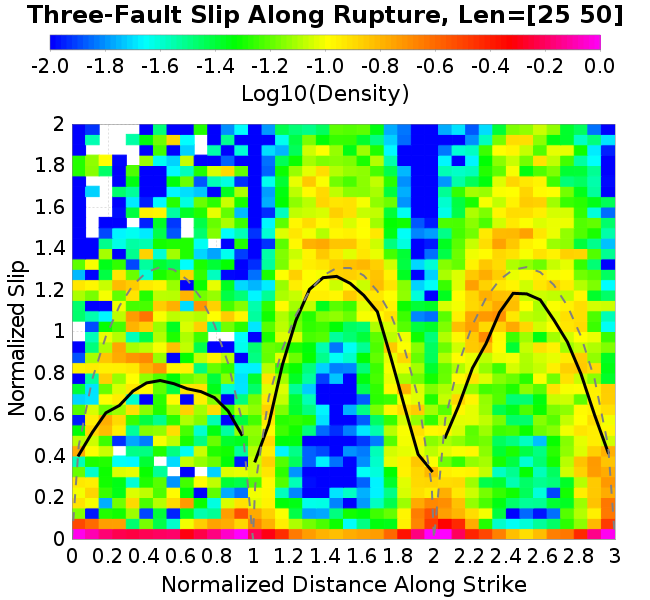 Three-Fault Slip Along Rupture, Len=[25 50]
-2.0 -1.8 -1.6 -1.4 -1.2 -1.0 -0.8 -0.6 -0.4 -0.2 0.0
Log10(Density)
2
1.8
1.6
1.4
1.2
1
0.8
0.6
0.4
0.2
0
Normalized Slip
0 0.2 0.4 0.6 0.8 1 1.2 1.4 1.6 1.8 2 2.2 2.4 2.6 2.8 3
Normalized Distance Along Strike